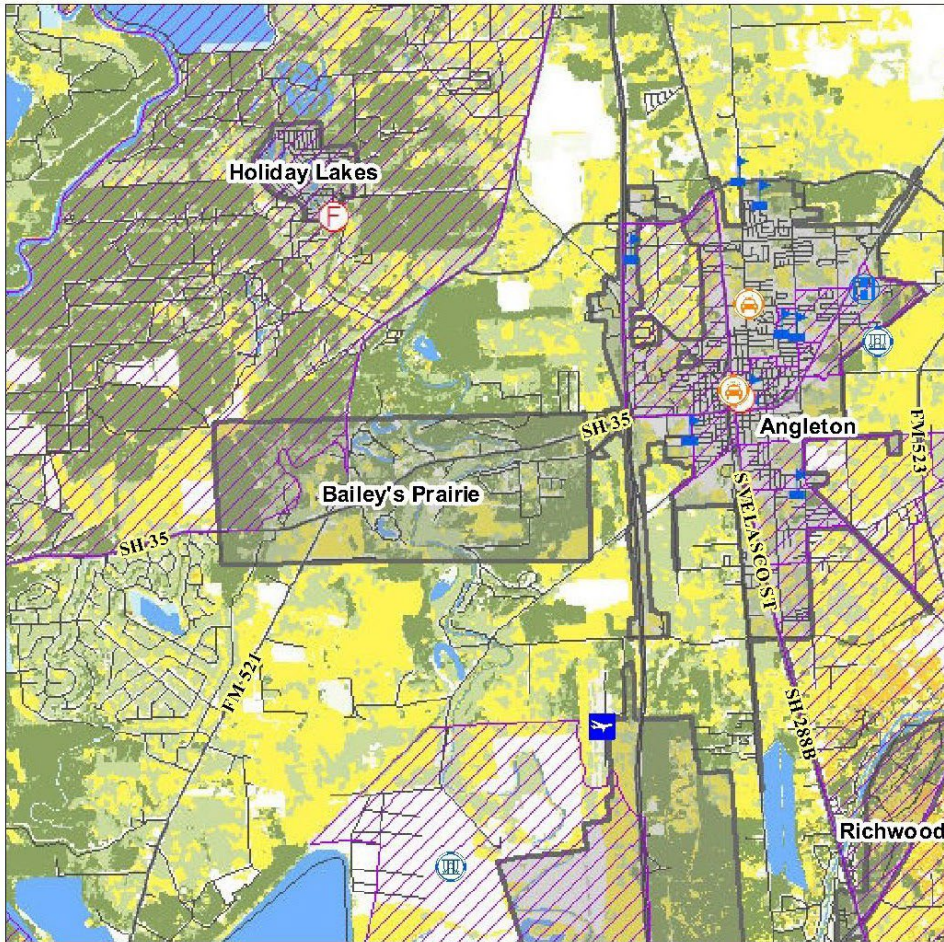 Holiday Lakes
F
H
H
SH 35
Angleton
FM 523
Bailey's Prairie
SH 35
S VELASCO ST
FM 521
SH 288B
Richwood
H